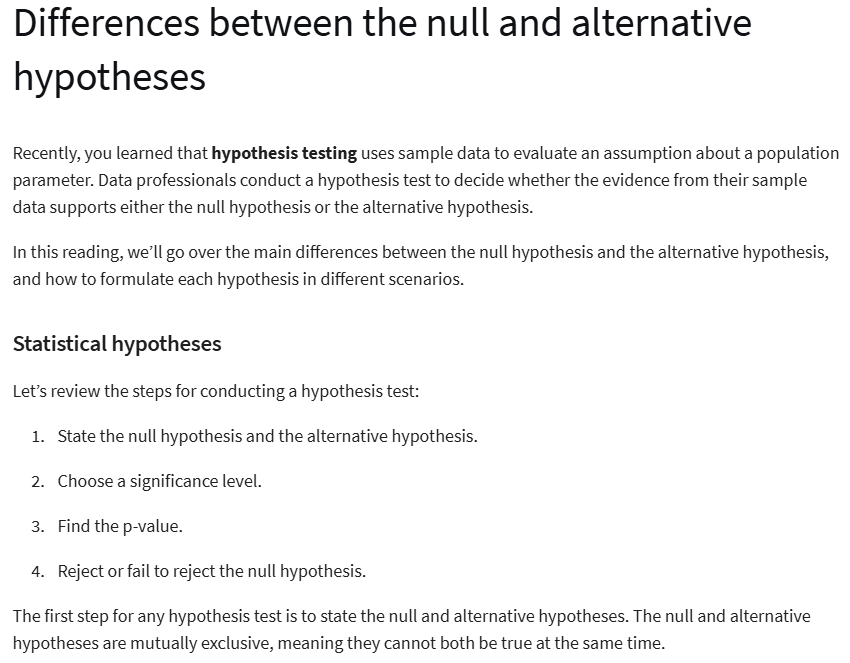 Differences between the null and alternative
hypotheses
Recently, you learned that hypothesis testing uses sample data to evaluate an assumption about a population
parameter. Data professionals conduct a hypothesis test to decide whether the evidence from their sample
data supports either the null hypothesis or the alternative hypothesis.
In this reading, we’ll go over the main differences between the null hypothesis and the alternative hypothesis,
and how to formulate each hypothesis in different scenarios.
Statistical hypotheses
Let’s review the steps for conducting a hypothesis test:
1. State the null hypothesis and the alternative hypothesis.
2. Choose a significance level.
3. Find the p-value.
4. Reject or fail to reject the null hypothesis.
The first step for any hypothesis test is to state the null and alternative hypotheses. The null and alternative
hypotheses are mutually exclusive, meaning they cannot both be true at the same time.